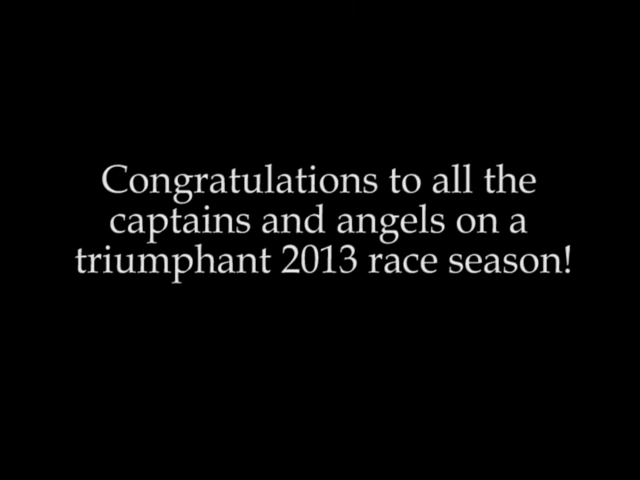 Congratulations to all the
captains and angels on a
triumphant 2013 race season!